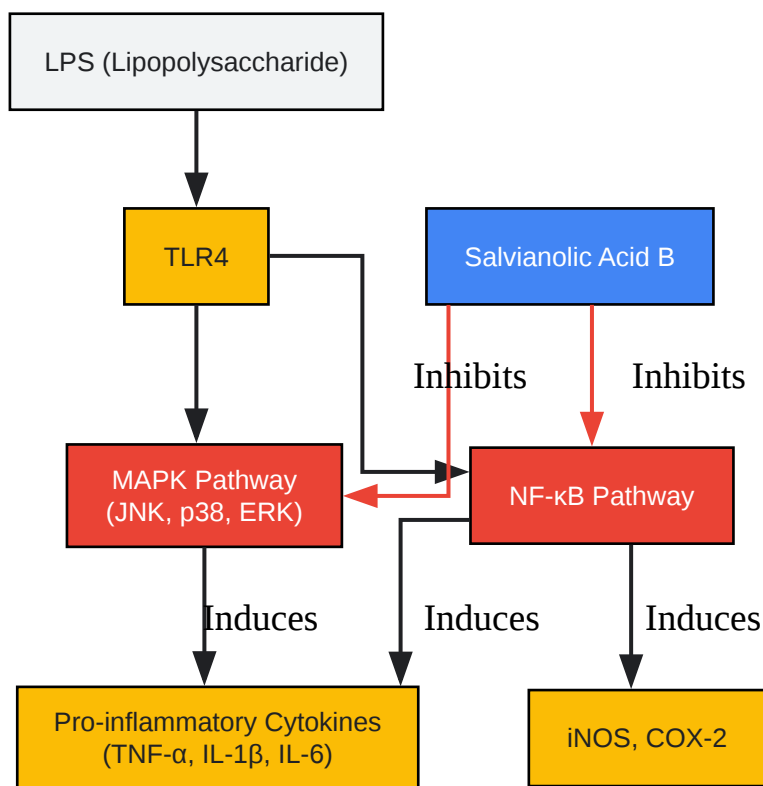 LPS (Lipopolysaccharide)
TLR4
Salvianolic Acid B
Inhibits
Inhibits
MAPK Pathway
(JNK, p38, ERK)
NF-κB Pathway
Induces
Induces
Induces
Pro-inflammatory Cytokines
(TNF-α, IL-1β, IL-6)
iNOS, COX-2